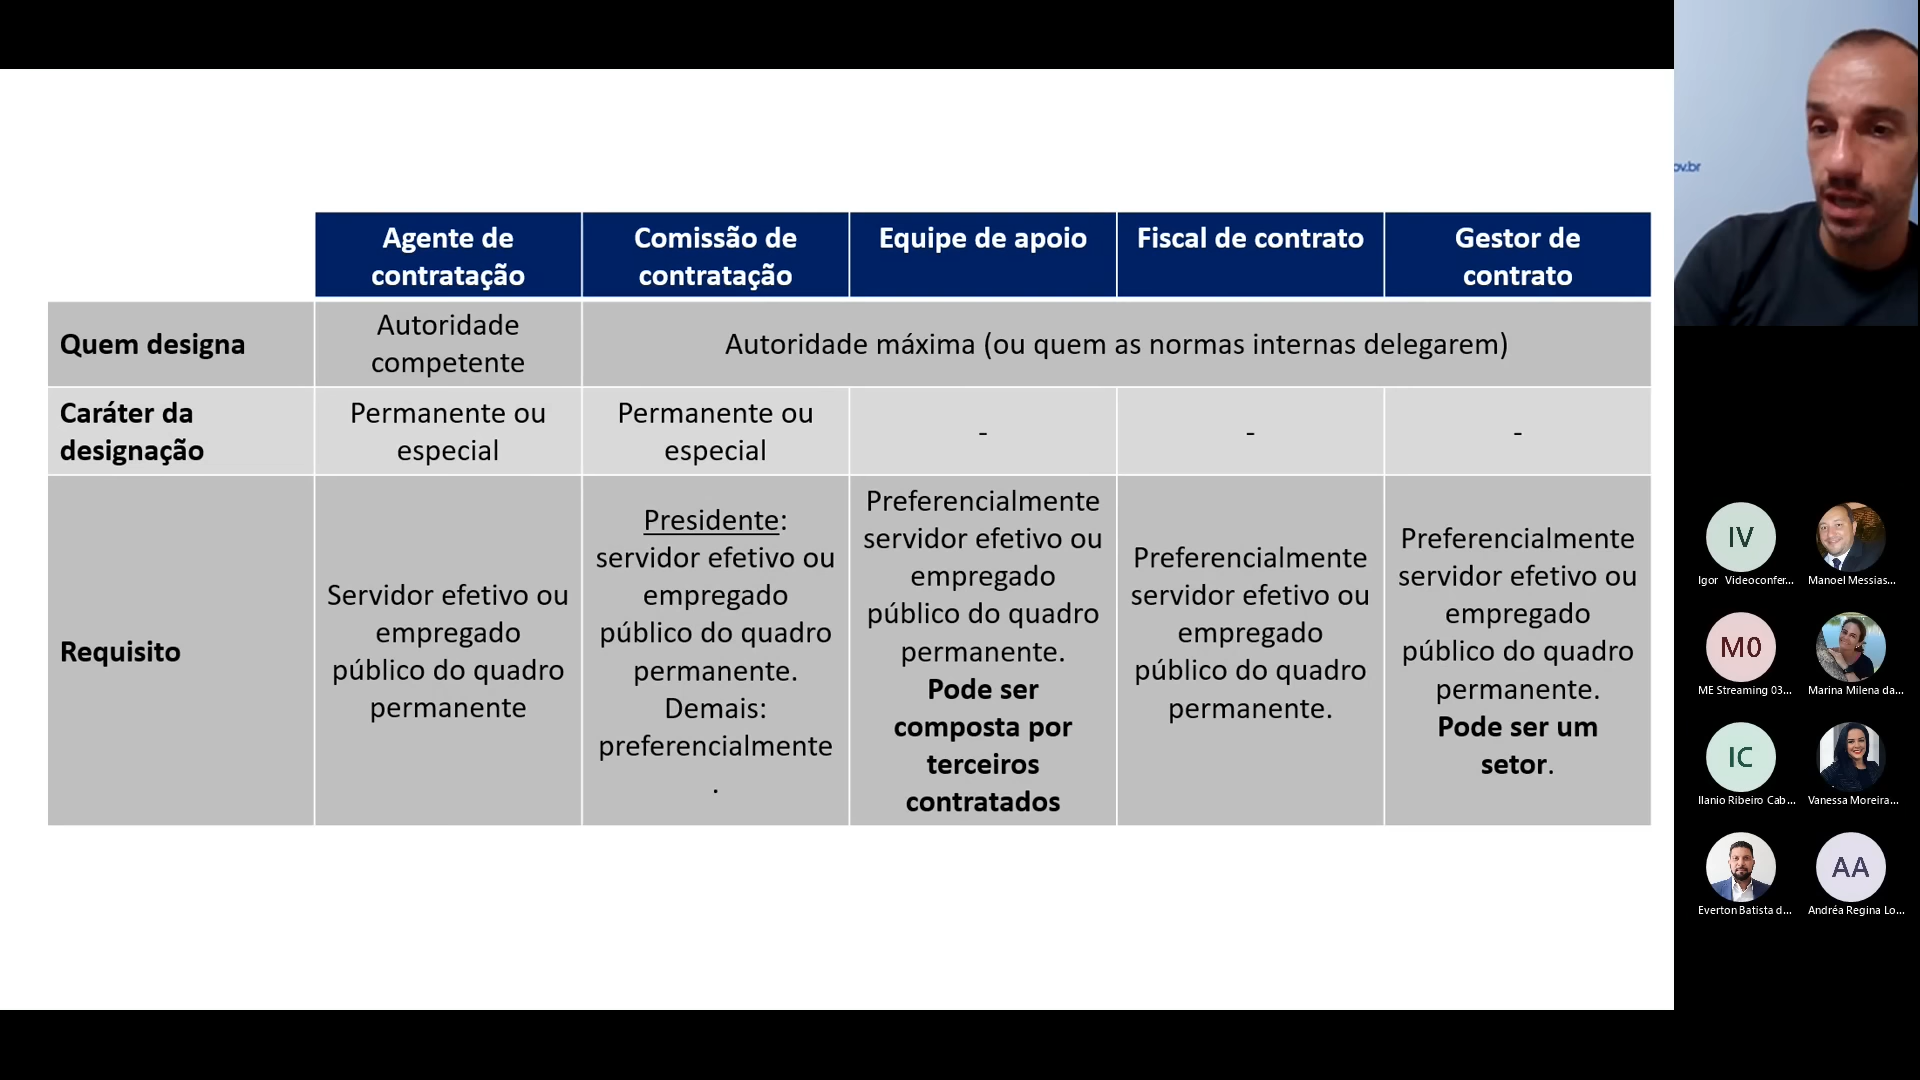 Agente de
contratação
Comissão de
contratação
Equipe de apoio
Fiscal de contrato
Gestor de
contrato
Quem designa
Autoridade
competente
Autoridade máxima (ou quem as normas internas delegarem)
Caráter da
designação
Permanente ou
especial
Permanente ou
especial
-
-
-
Requisito
Servidor efetivo ou
empregado
público do quadro
permanente
Presidente:
servidor efetivo ou
empregado
público do quadro
permanente.
Demais:
preferencialmente
.
Preferencialmente
servidor efetivo ou
empregado
público do quadro
permanente.
Pode ser
composta por
terceiros
contratados
Preferencialmente
servidor efetivo ou
empregado
público do quadro
permanente.
Preferencialmente
servidor efetivo ou
empregado
público do quadro
permanente.
Pode ser um
setor.
ov.br
IV
Igor Videoconfer...
Manoel Messias...
M0
ME Streaming 03...
Marina Milena da...
IC
Ilanio Ribeiro Cab...
Vanessa Moreira...
Everton Batista d...
AA
Andréa Regina Lo...